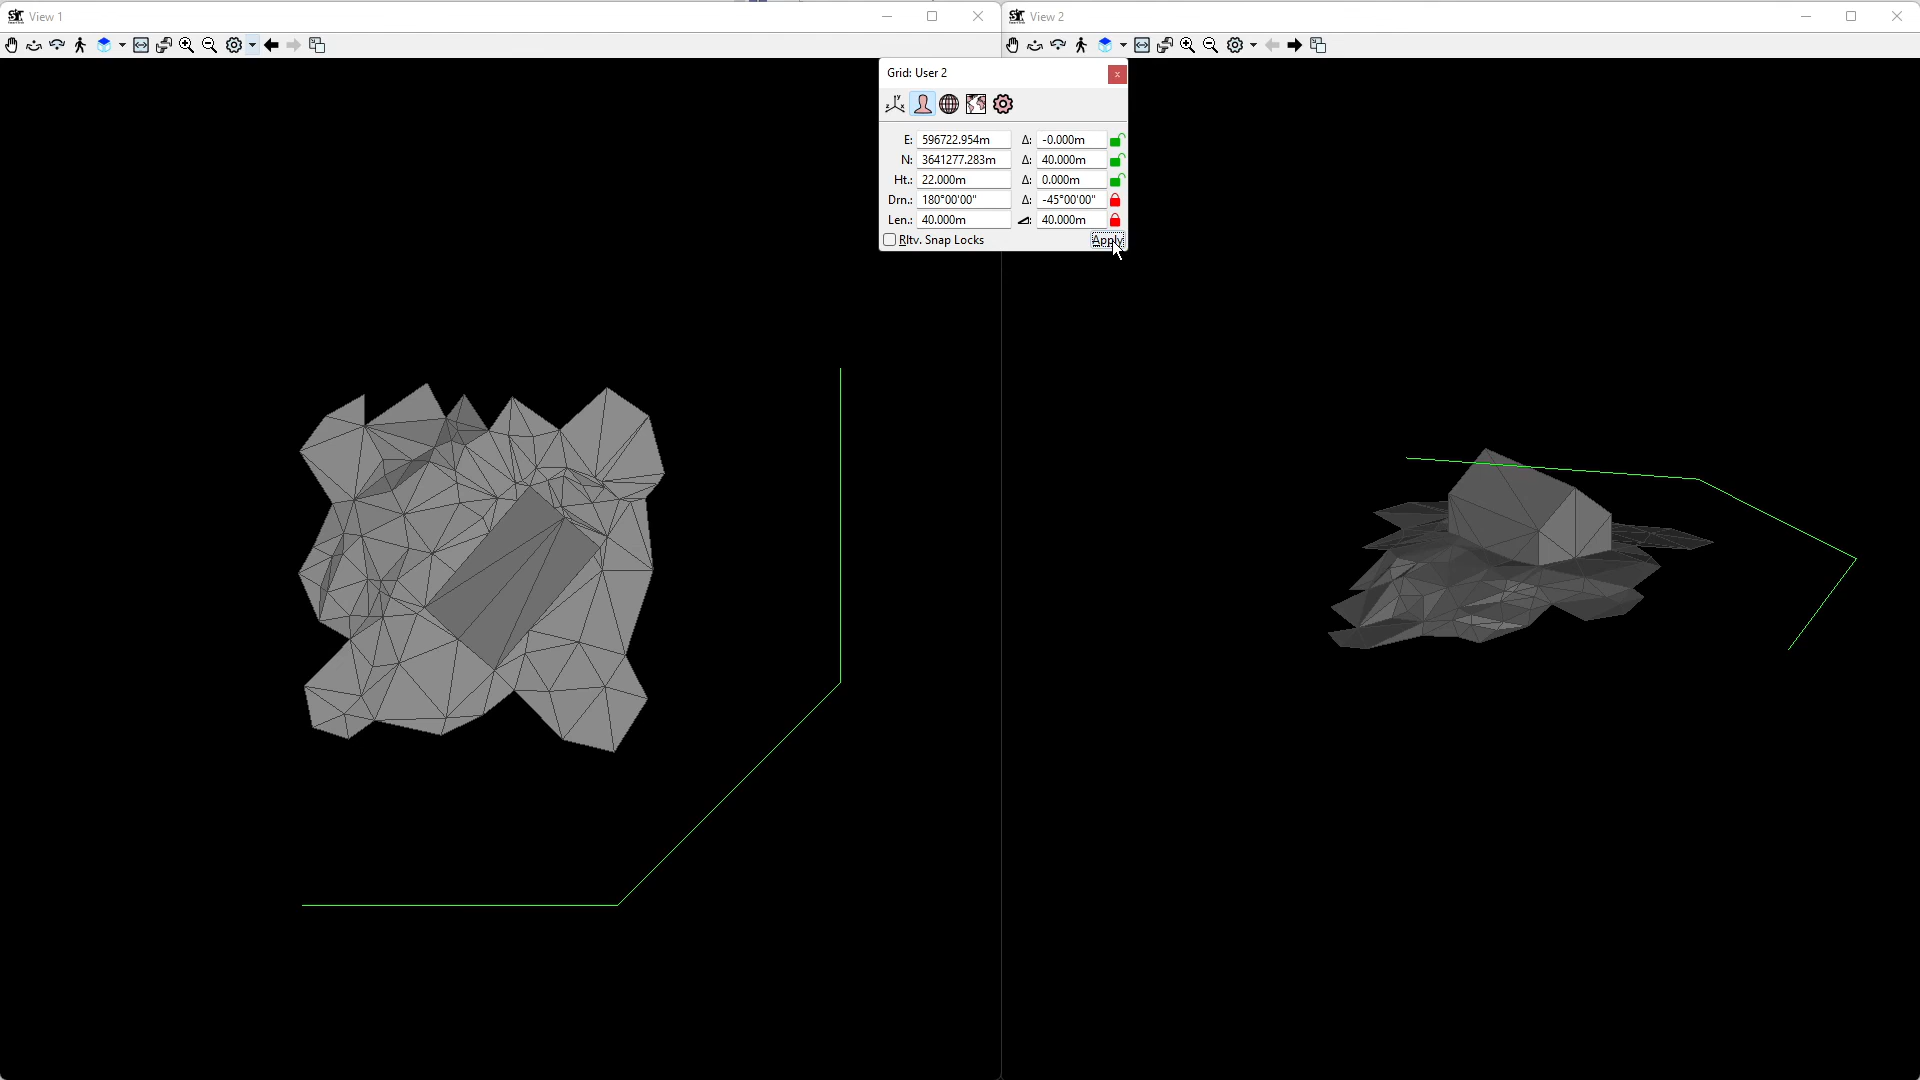 View 1
View 2
Grid: User 2
E: 596722.954m Δ: -0.000m
N: 3641277.283m Δ: 40.000m
Ht.: 22.000m Δ: 0.000m
Drn.: 180°00'00" Δ: -45°00'00"
Len.: 40.000m : 40.000m
Rltv. Snap Locks
Apply